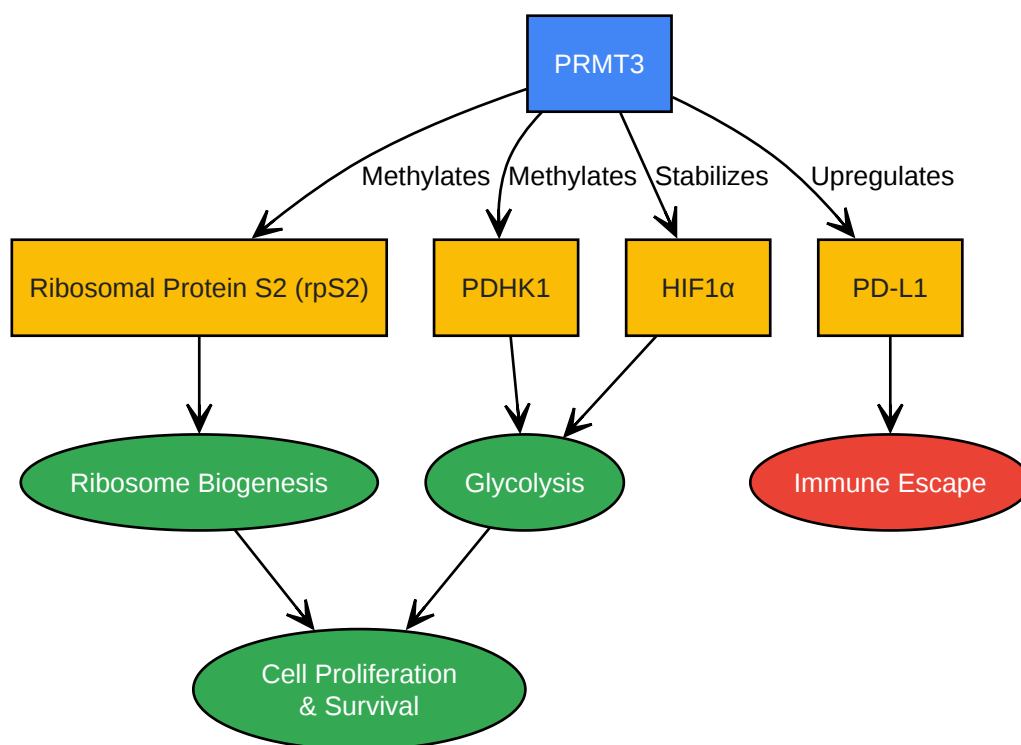 PRMT3
Methylates
Methylates
Stabilizes
Upregulates
Ribosomal Protein S2 (rpS2)
PDHK1
HIF1α
PD-L1
Ribosome Biogenesis
Glycolysis
Immune Escape
Cell Proliferation
& Survival